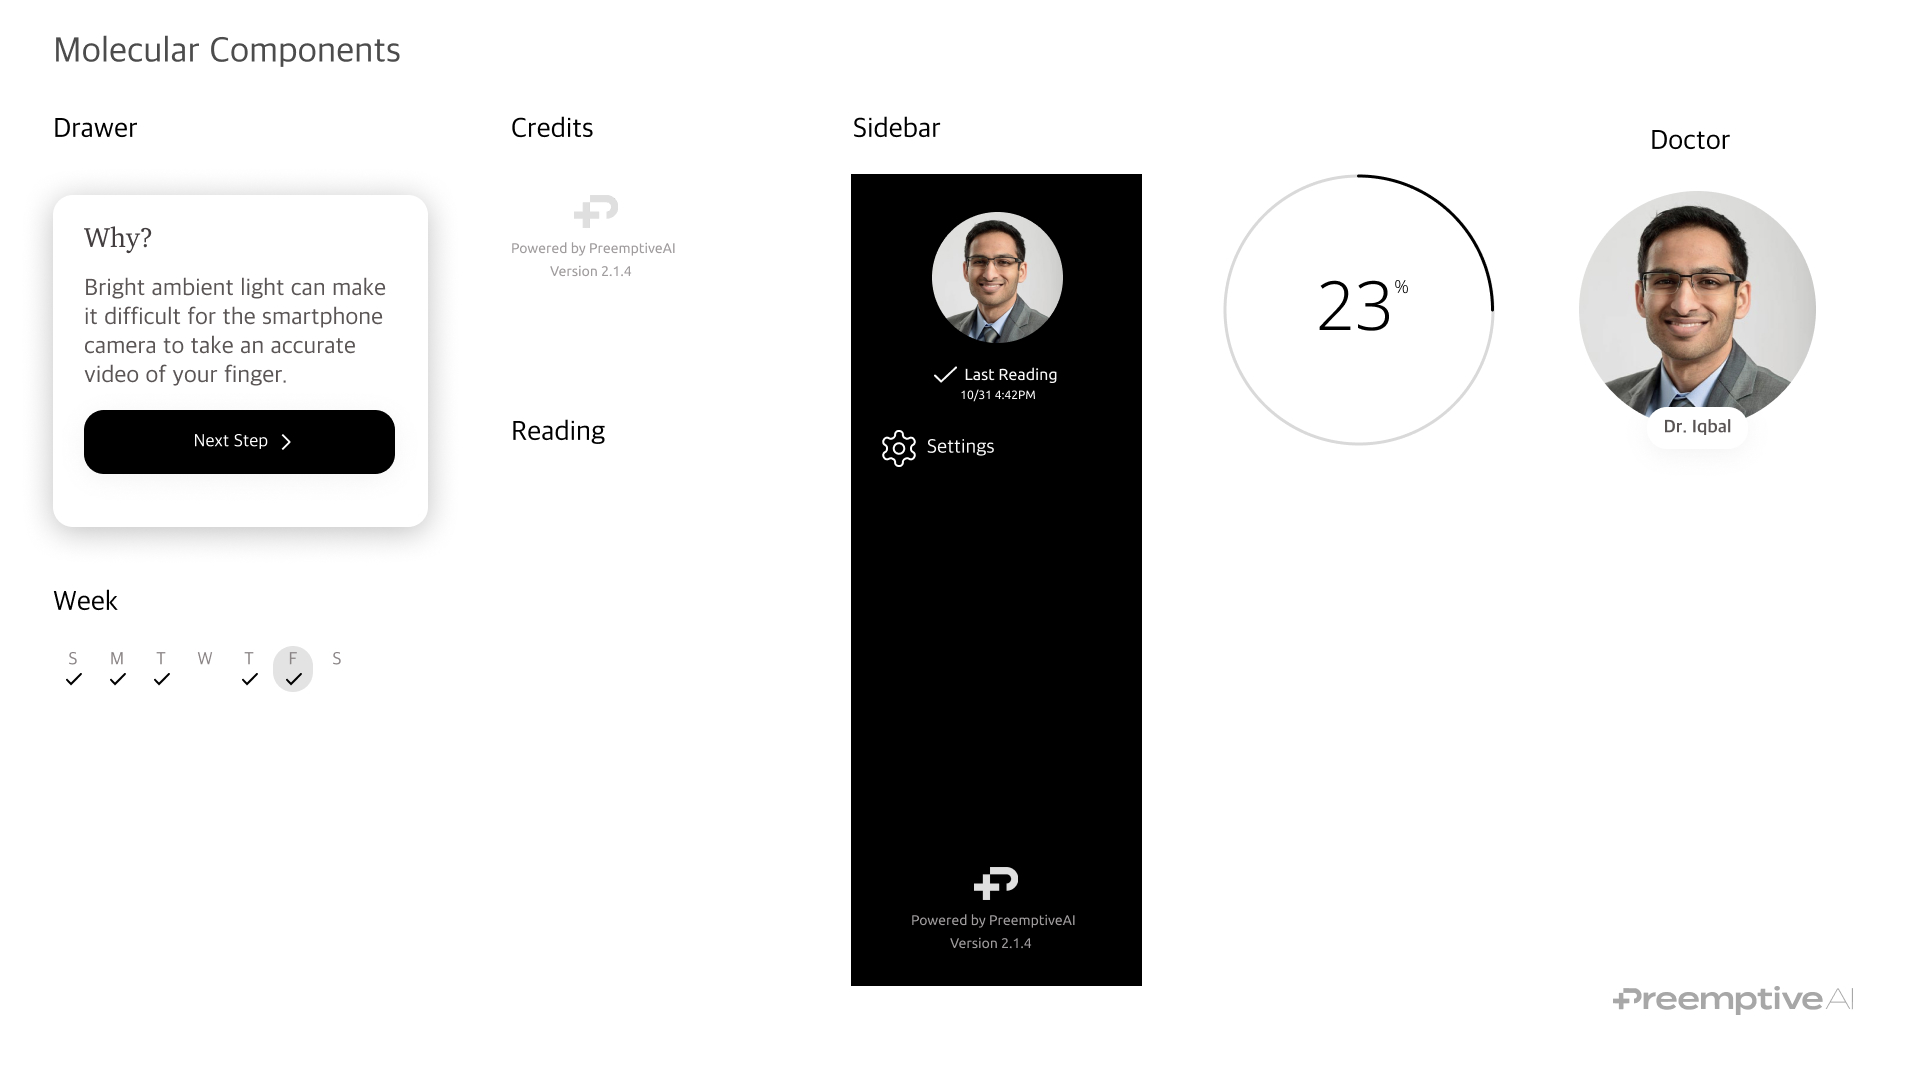 Molecular Components
Drawer
Why?
Bright ambient light can make
it difficult for the smartphone
camera to take an accurate
video of your finger.
Next Step
Week
S M T W T F S
Credits
Powered by PreemptiveAI
Version 2.1.4
Reading
Sidebar
Last Reading
10/31 4:42PM
Settings
Powered by PreemptiveAI
Version 2.1.4
23%
Doctor
Dr. Iqbal
PreemptiveAI